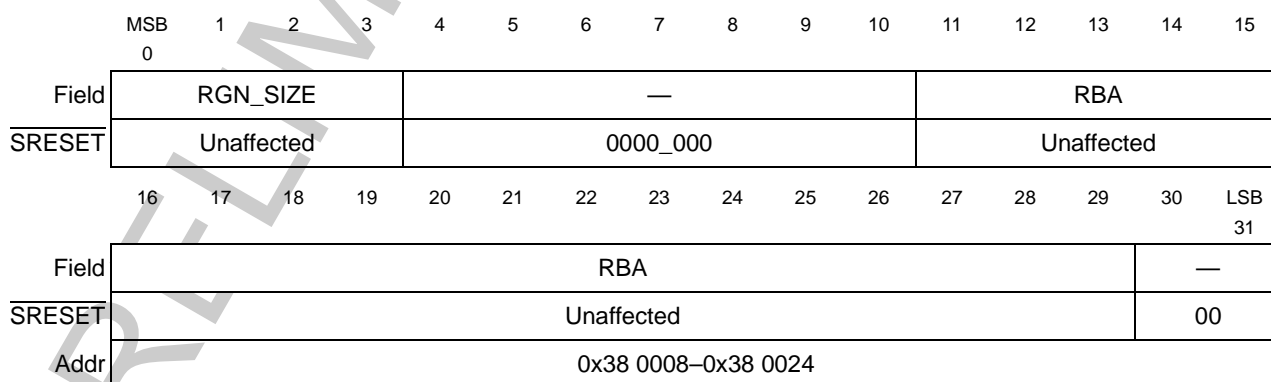 MSB 1 2 3 4 5 6 7 8 9 10 11 12 13 14 15
0
Field RGN_SIZE — RBA
SRESET Unaffected 0000_000 Unaffected
16 17 18 19 20 21 22 23 24 25 26 27 28 29 30 LSB
31
Field RBA —
SRESET Unaffected 00
Addr 0x38 0008–0x38 0024
RELIM